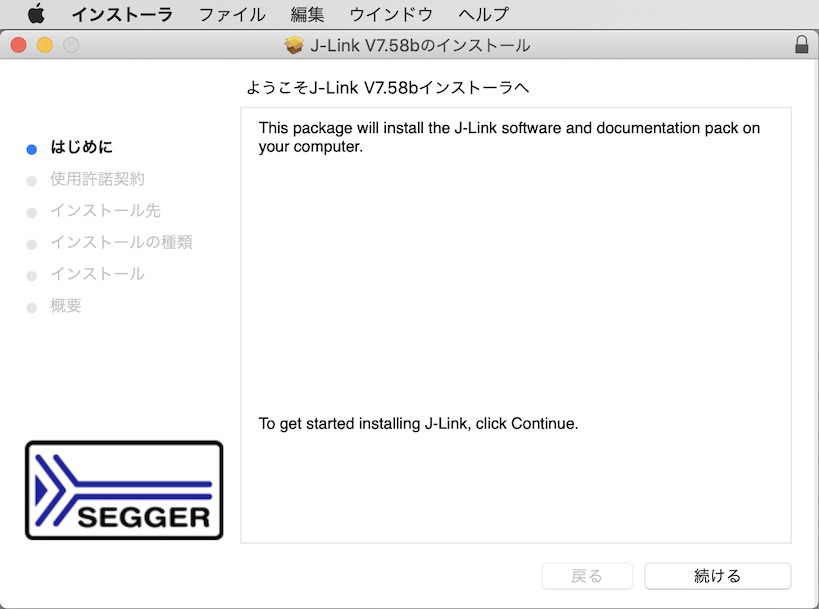 インストーラ ファイル 編集 ウインドウ ヘルプ
J-Link V7.58bのインストール
ようこそJ-Link V7.58bインストーラへ
はじめに
使用許諾契約
インストール先
インストールの種類
インストール
概要
This package will install the J-Link software and documentation pack on
your computer.
To get started installing J-Link, click Continue.
SEGGER
戻る 続ける